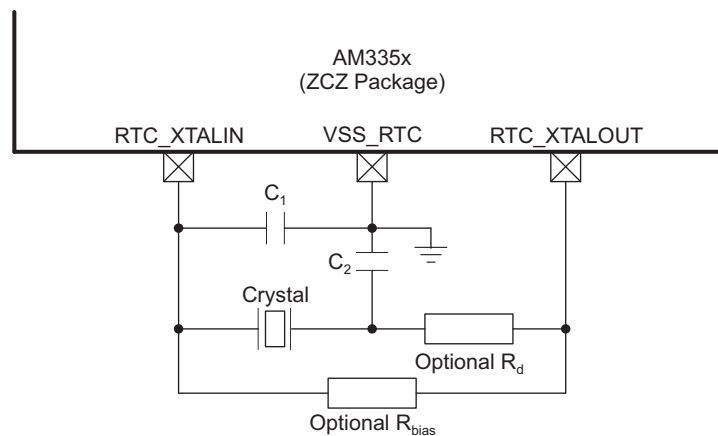 AM335x
(ZCZ Package)
RTC_XTALIN
VSS_RTC
RTC_XTALOUT
C1
C2
Crystal
Optional Rd
Optional Rbias